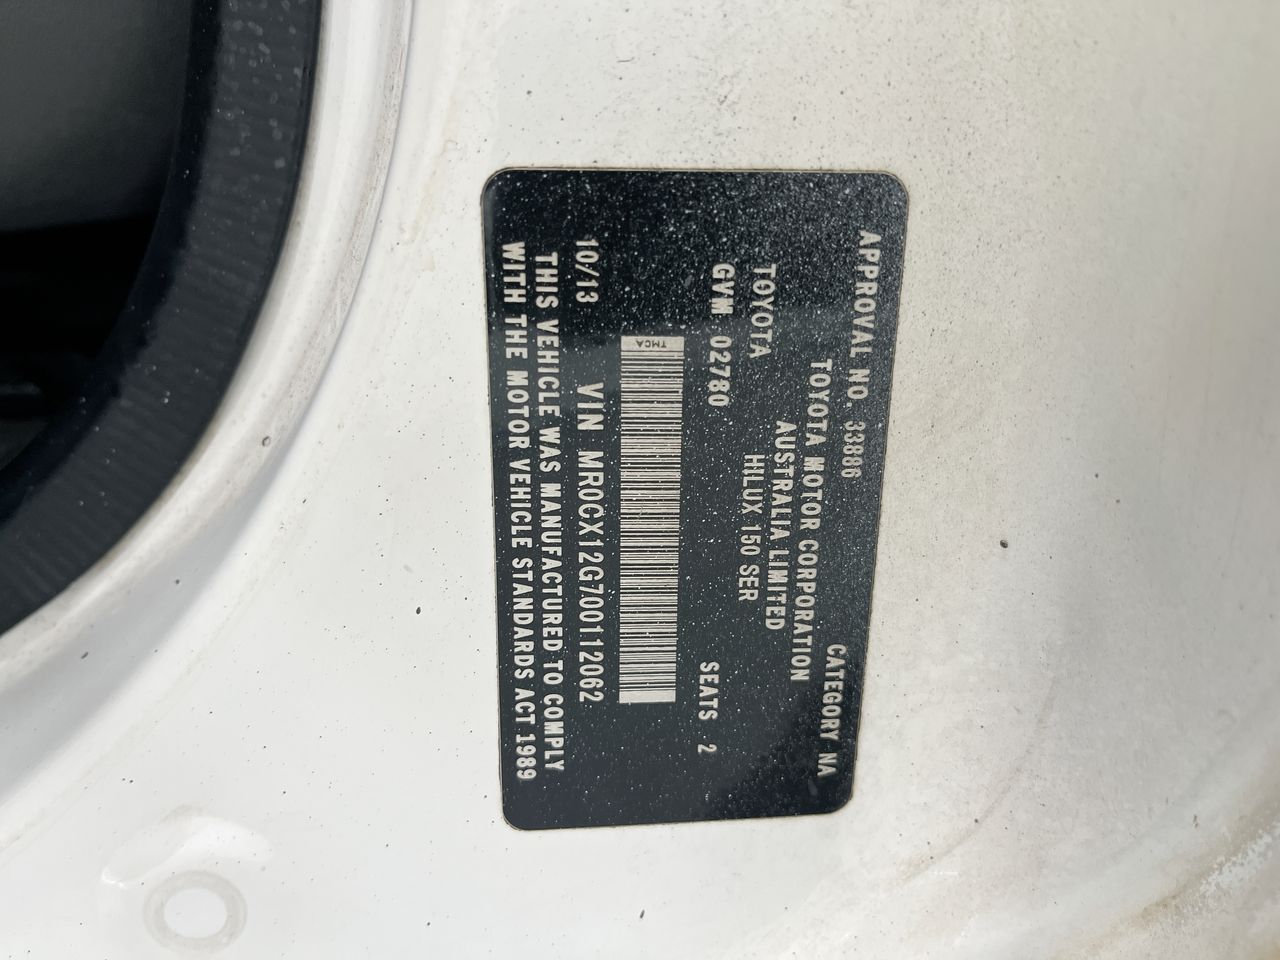 APPROVAL NO. 33886
CATEGORY NA
TOYOTA MOTOR CORPORATION
AUSTRALIA LIMITED
TOYOTA HILUX 150 SER
GVM 02780 SEATS 2
TMCA
10/13 VIN MR0CX12G700112062
THIS VEHICLE WAS MANUFACTURED TO COMPLY
WITH THE MOTOR VEHICLE STANDARDS ACT 1989